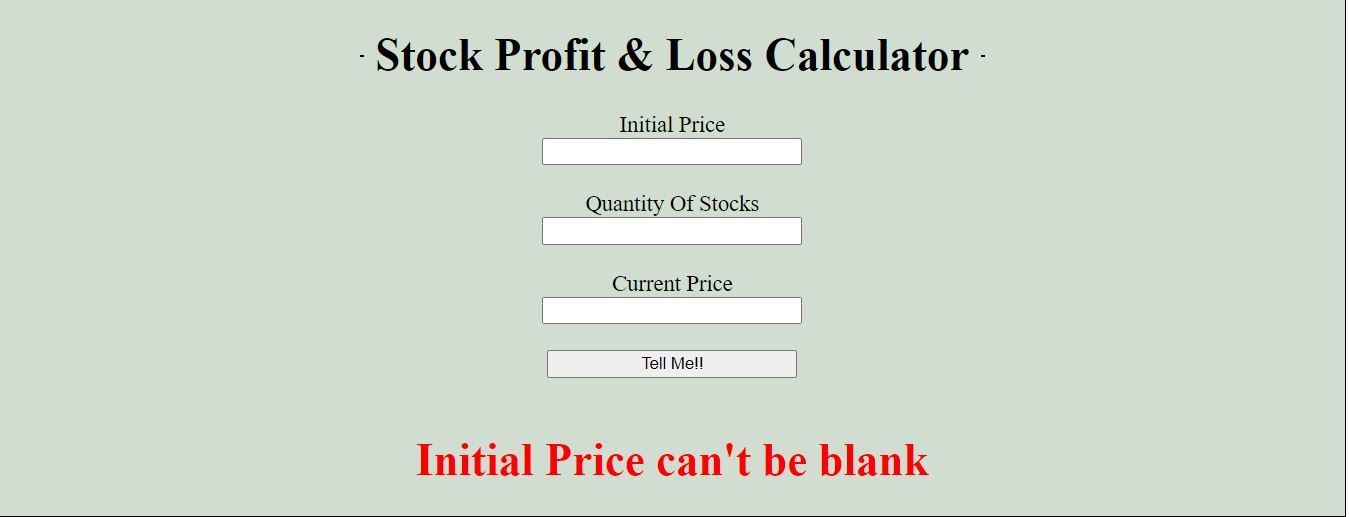 - Stock Profit & Loss Calculator -
Initial Price
Quantity Of Stocks
Current Price
Tell Me!!
Initial Price can't be blank